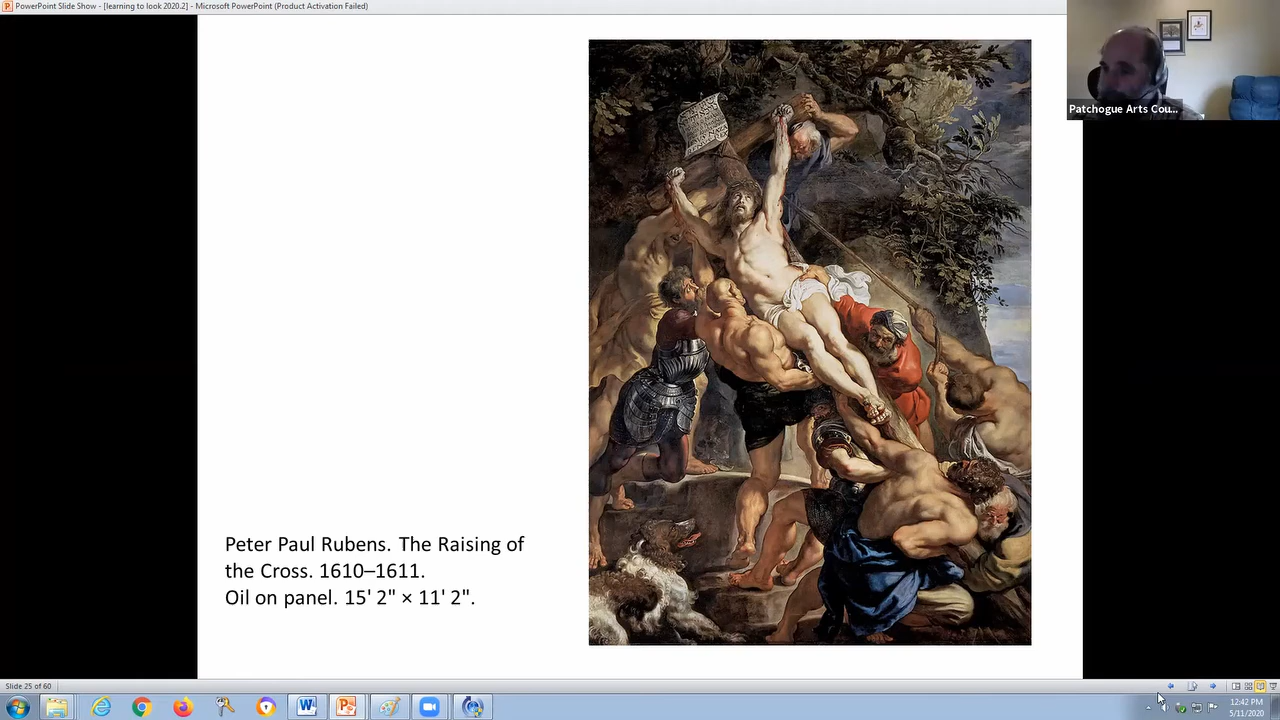 PowerPoint Slide Show - [learning to look 2020.2] - Microsoft PowerPoint (Product Activation Failed)
Patchogue Arts Cou...
Peter Paul Rubens. The Raising of
the Cross. 1610–1611.
Oil on panel. 15' 2" × 11' 2".
Slide 25 of 60
12:42 PM
5/11/2020